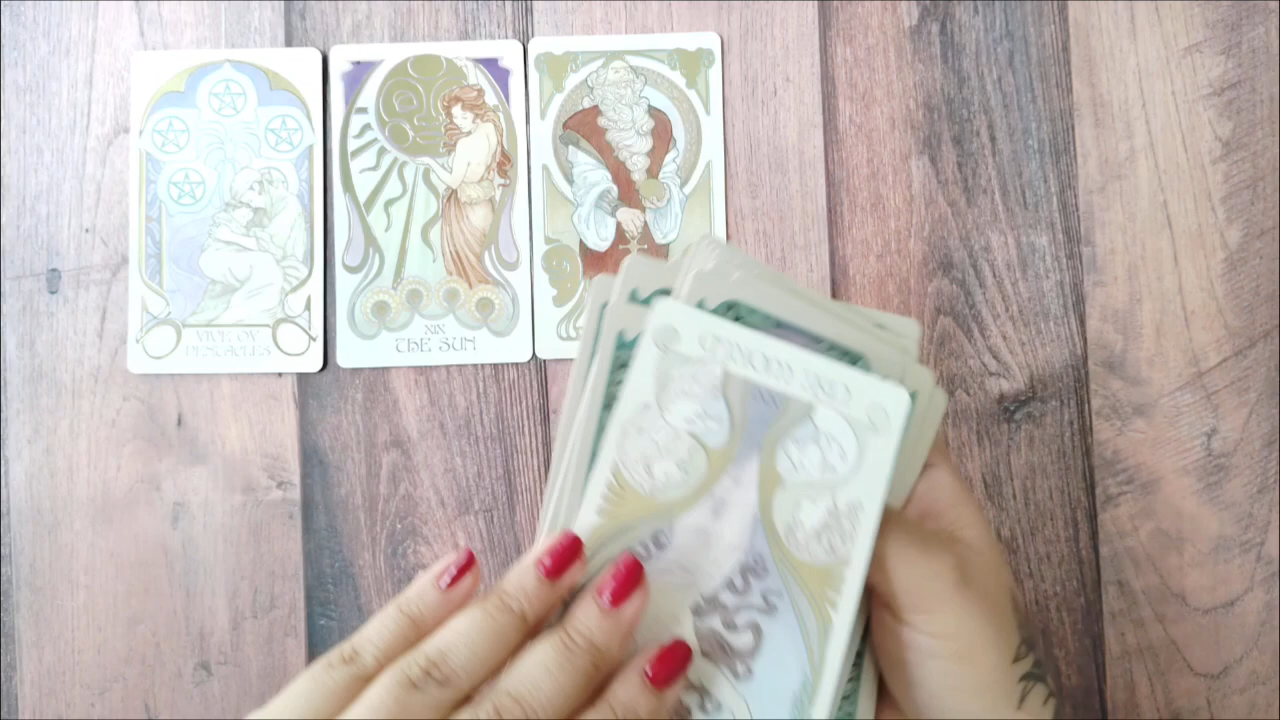 FIVE OF
PENTACLES
XIX
THE SUN